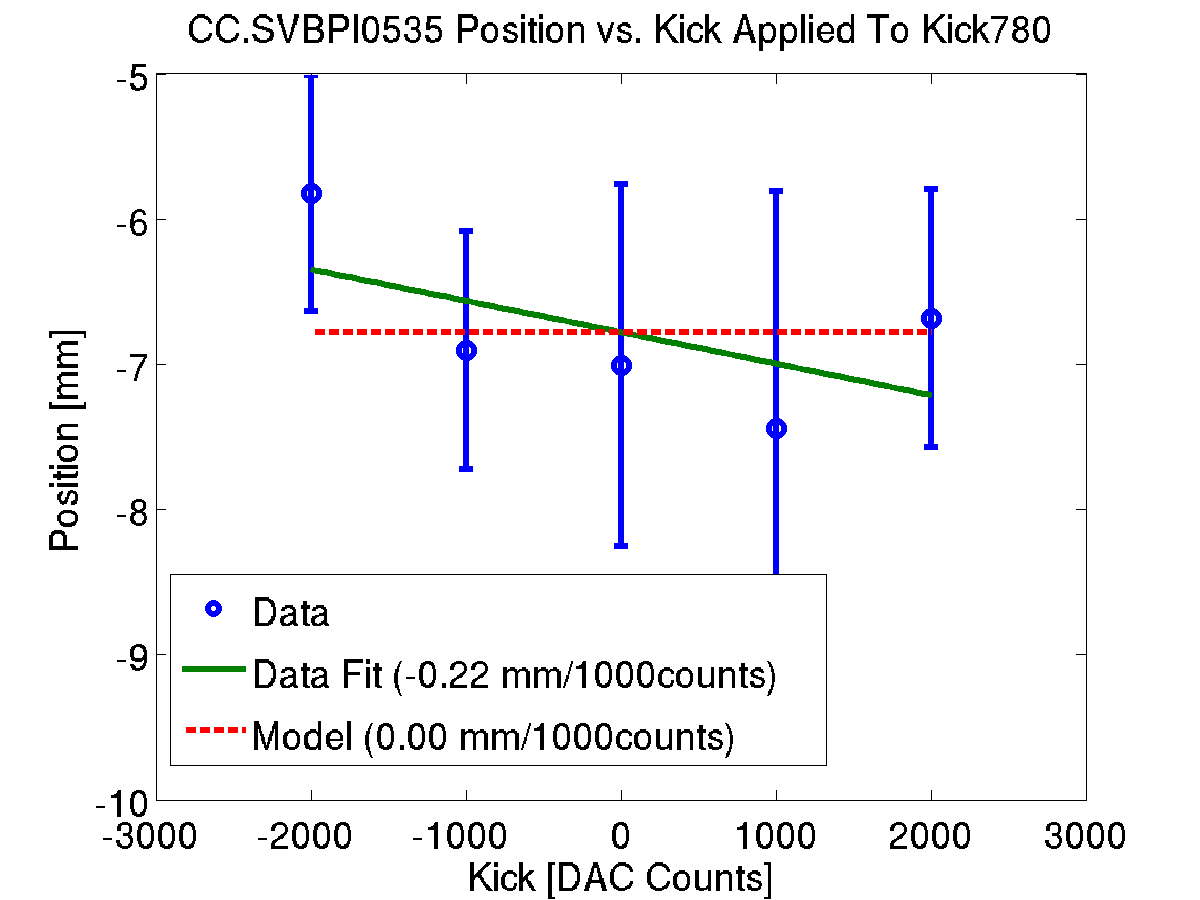 CC.SVBPI0535 Position vs. Kick Applied To Kick780
-5
-6
-7
-8
-9
-10
Position [mm]
Data
Data Fit (-0.22 mm/1000counts)
Model (0.00 mm/1000counts)
-3000 -2000 -1000 0 1000 2000 3000
Kick [DAC Counts]